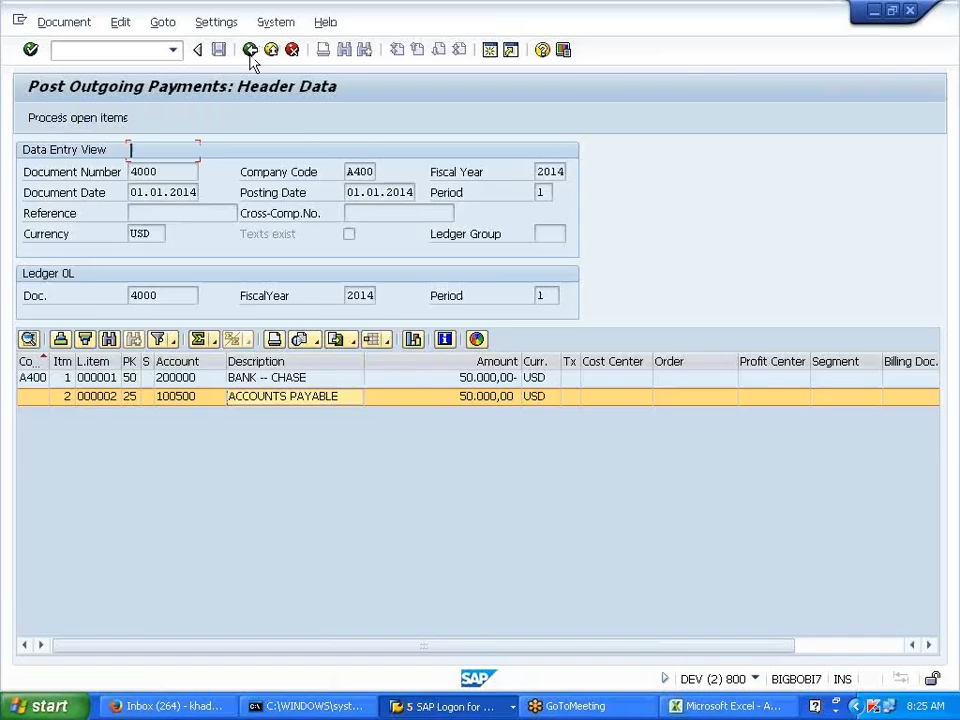 Document Edit Goto Settings System Help
Post Outgoing Payments: Header Data
Process open items
Data Entry View
Document Number 4000 Company Code A400 Fiscal Year 2014
Document Date 01.01.2014 Posting Date 01.01.2014 Period 1
Reference Cross-Comp.No.
Currency USD Texts exist Ledger Group
Ledger 0L
Doc. 4000 FiscalYear 2014 Period 1
Co... Itm L.item PK S Account Description Amount Curr. Tx Cost Center Order Profit Center Segment Billing Doc.
A400 1 000001 50 200000 BANK -- CHASE 50.000,00- USD
2 000002 25 100500 ACCOUNTS PAYABLE 50.000,00 USD
SAP DEV (2) 800 BIGBOBI7 INS
start Inbox (264) - khad... C:\WINDOWS\syst... 5 SAP Logon for ... GoToMeeting Microsoft Excel - A... 8:25 AM